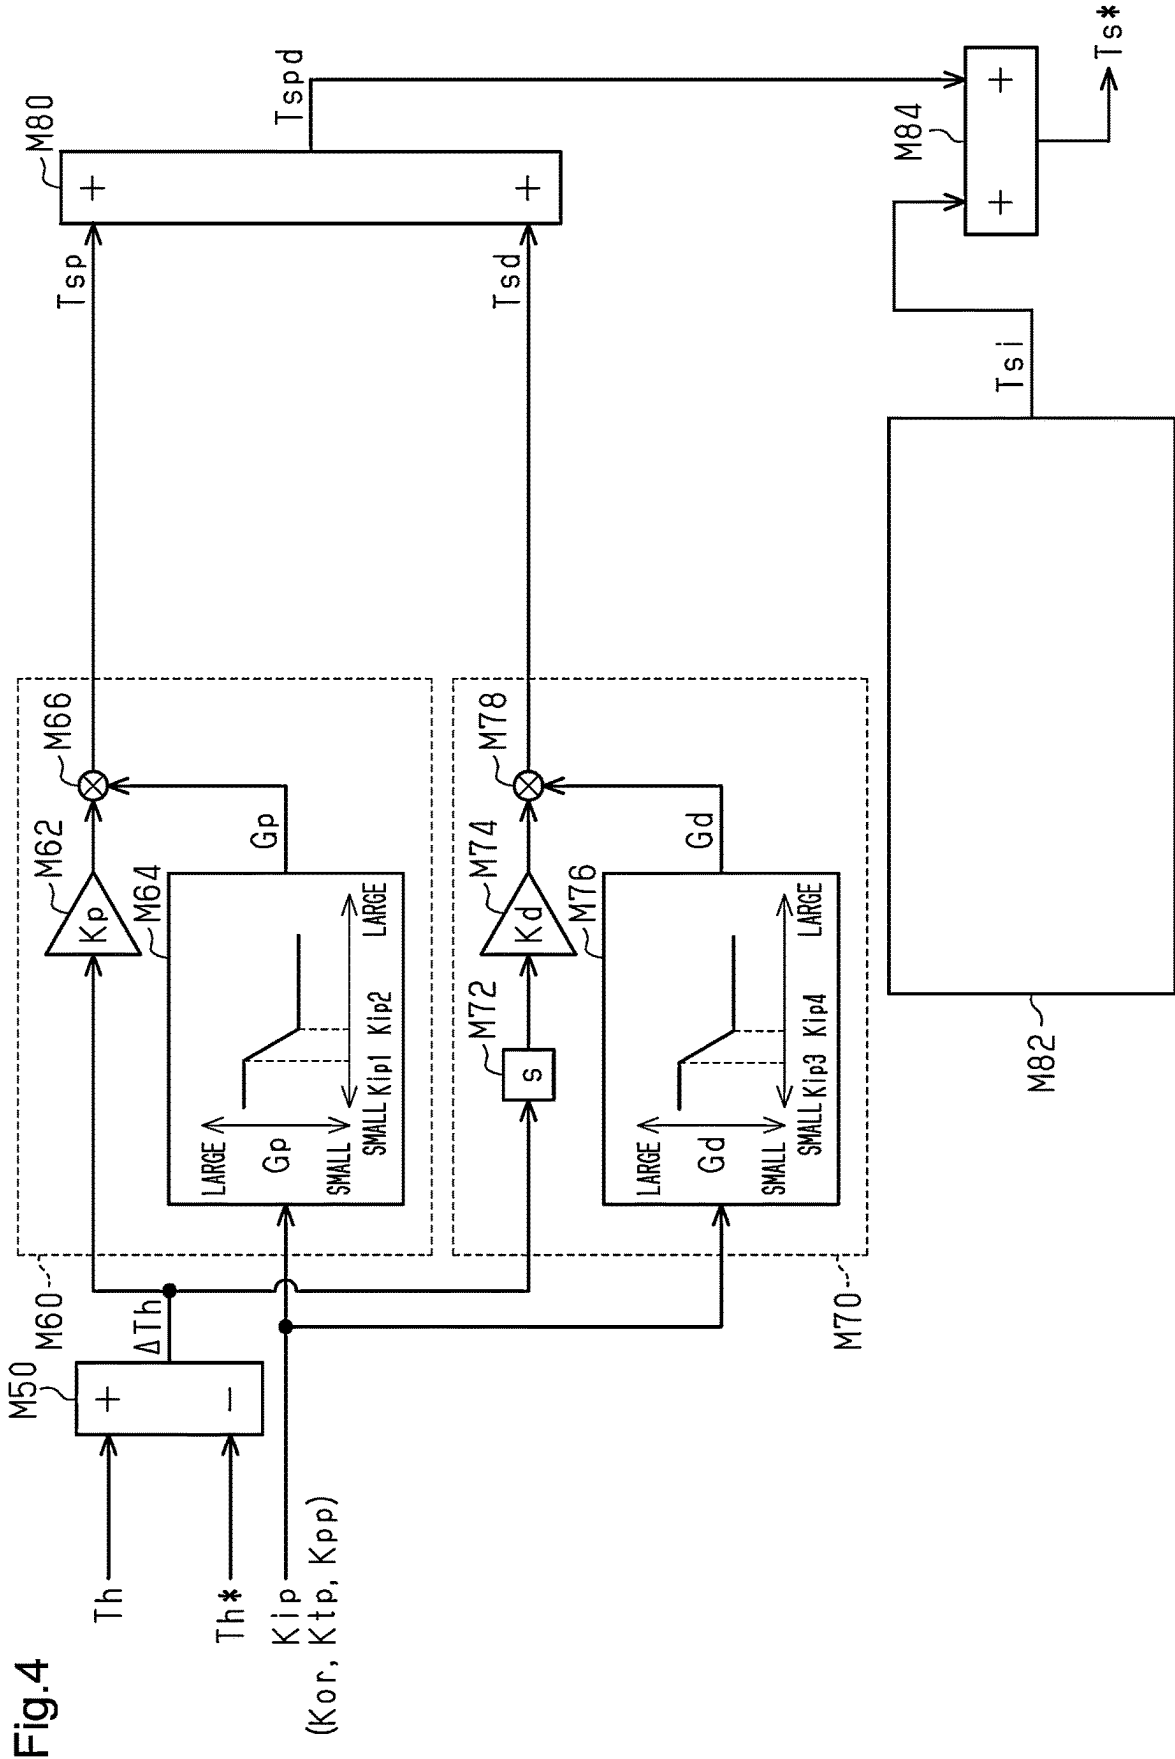 Fig.4
Th
Th*
Kip
(Kor, Ktp, Kpp)
M50
+
−
ΔTh
M60
M62
Kp
M64
LARGE
Gp
SMALL
SMALL Kip1 Kip2 LARGE
Gp
M66
Tsp
M70
M72
s
M74
Kd
M76
LARGE
Gd
SMALL
SMALL Kip3 Kip4 LARGE
Gd
M78
Tsd
M80
+
+
Tspd
M82
Tsi
M84
+
+
Ts*